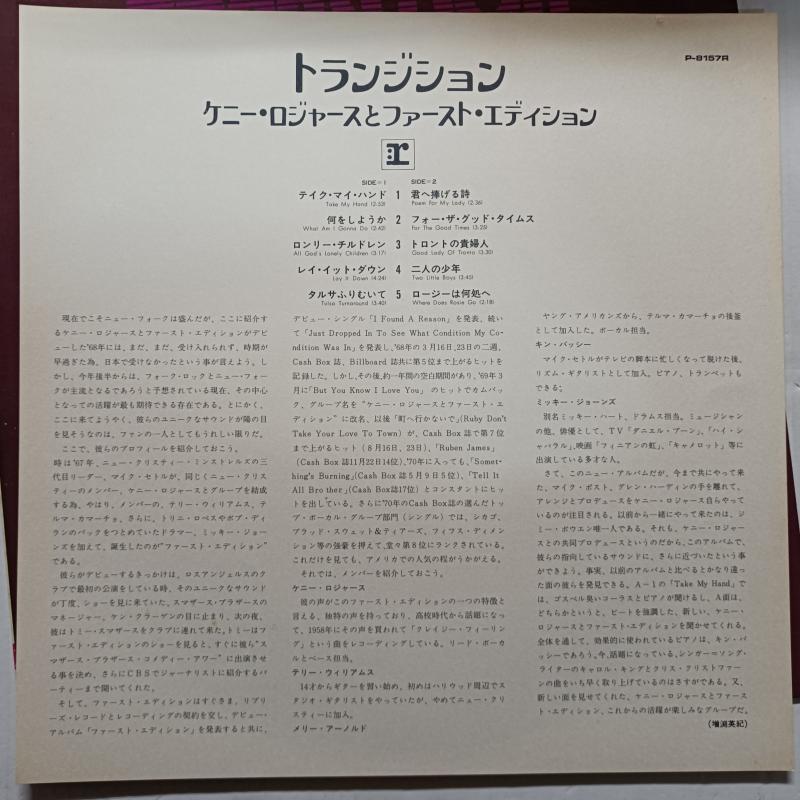 P-8157R
トランジション
ケニー・ロジャースとファースト・エディション
:r
SIDE=1 SIDE=2
テイク・マイ・ハンド 1 君へ捧げる詩
Take My Hand (2:53) Poem For My Lady (2:36)
何をしようか 2 フォー・ザ・グッド・タイムス
What Am I Gonna Do (2:42) For The Good Times (3:25)
ロンリー・チルドレン 3 トロントの貴婦人
All God's Lonely Children (3:17) Good Lady Of Toronto (3:30)
レイ・イット・ダウン 4 二人の少年
Lay It Down (4:24) Two Little Boys (3:45)
タルサふりむいて 5 ロージーは何処へ
Tulsa Turnaround (3:40) Where Does Rosie Go (2:18)
現在でこそニュー・フォークは盛んだが、ここに紹介す
るケニー・ロジャースとファースト・エディションがデビ
ューした'68年には、まだ、まだ、受け入れられず、時期が
早過ぎた為、日本で受けなかったという事が言えよう。し
かし、今年後半からは、フォーク・ロックとニュー・フォー
クが主流となるであろうと予想されている現在、その中心
となっての活躍が最も期待できる存在である。とにかく、
ここに来てようやく、彼らのユニークなサウンドが陽の目
を見そうなのは、ファンの一人としてもうれしい限りだ。
ここで、彼らのプロフィールを紹介しておこう。
時は'67年、ニュー・クリスティー・ミンストレルズの三
代目リーダー、マイク・セトルが、同じくニュー・クリス
ティーのメンバー、ケニー・ロジャースとグループを結成
する為、やはり、メンバーの、テリー・ウィリアムス、テ
ルマ・カマーチョ、さらに、トリニ・ロペスやボブ・ディ
ランのバックをつとめていたドラマー、ミッキー・ジョー
ンズを加えて、誕生したのが"ファースト・エディション"
である。
彼らがデビューするきっかけは、ロスアンジェルスのク
ラブで最初の公演をしている時、そのユニークなサウンド
が丁度、ショーを見に来ていた、スマザース・ブラザースの
マネージャー、ケン・クラーゲンの目に止まり、次の夜、
彼はトミー・スマザースをクラブに連れて来た。トミーはフ
ァースト・エディションのショーを見ると、すぐに彼ら"ス
マザース・ブラザース・コメディー・アワー"に出演させ
る事を決め、さらにＣＢＳでジャーナリストに紹介するパ
ーティーまで開いてくれた。
そして、ファースト・エディションはすぐさま、リプリ
ーズ・レコードとレコーディングの契約を交し、デビュー・
アルバム「ファースト・エディション」を発表すると共に、
デビュー・シングル「I Found A Reason」を発表、続い
て「Just Dropped In To See What Condition My Co-
ndition Was In」を発表し、'68年の3月16日,23日の二週、
Cash Box 誌、Billboard 誌共に第5位まで上がるヒットを
記録した。しかし、その後、約一年間の空白期間があり、'69年3
月に「But You Know I Love You」のヒットでカムバッ
ク、グループ名を"ケニー・ロジャースとファースト・エ
ディション"に改名、以後「町へ行かないで」(Ruby Don't
Take Your Love To Town) が、Cash Box 誌で第7位
まで上がるヒット(8月16日、23日)、「Ruben James」
(Cash Box誌11月22日14位)、'70年に入っても、「Somet-
hing's Burning」(Cash Box誌5月9日5位)、「Tell It
All Brother」(Cash Box誌17位) とコンスタントにヒッ
トを出している。さらに'70年のCash Box誌の選んだトッ
プ・ボーカル・グループ部門(シングル)では、シカゴ、
ブラッド・スウェット&ティアーズ、フィフス・ディメン
ション等の強豪を押えて、堂々第8位にランクされている。
これだけを見ても、アメリカでの人気の程がうかがえる。
それでは、メンバーを紹介しておこう。
ケニー・ロジャース
彼の声がこのファースト・エディションの一つの特徴と
言える、独特の声を持っており、高校時代から話題になっ
て、1958年にその声を買われて「クレイジー・フィーリン
グ」という曲をレコーディングしている。リード・ボーカ
ルとベース担当。
テリー・ウィリアムス
14才からギターを習い始め、初めはハリウッド周辺でス
タジオ・ギタリストをやっていたが、やめてニュー・クリ
スティーに加入。
メリー・アーノルド
ヤング・アメリカンズから、テルマ・カマーチョの後釜
として加入した。ボーカル担当。
キン・バッシー
マイク・セトルがテレビの脚本に忙しくなって脱けた後、
リズム・ギタリストとして加入。ピアノ、トランペットも
できる。
ミッキー・ジョーンズ
別名ミッキー・ハート、ドラムス担当。ミュージシャン
の他、俳優として、ＴＶ「ダニエル・ブーン」、「ハイ・シ
ャパラル」、映画「フィニアンの虹」、「キャメロット」等に
出演している多才な人。
さて、このニュー・アルバムだが、今まで共にやって来
た、マイク・ポスト、グレン・ハーディンの手を離れて、
アレンジとプロデュースをケニー・ロジャース自らやって
いるのが注目される。以前から一緒にやって来たのは、ジ
ミー・ボウエン唯一人である。それも、ケニー・ロジャー
スとの共同プロデュースというのだから、このアルバムで、
彼らの指向しているサウンドに、さらに近づいたという事
ができよう。事実、以前のアルバムと比べるとかなり違っ
た面の彼らを発見できる。Ａ－１の「Take My Hand」で
は、ゴスペル臭いコーラスとピアノが聞けるし、Ａ面は、
どちらかというと、ビートを強調した、新しい、ケニー・
ロジャースとファースト・エディションを聞かせてくれる。
全体を通して、効果的に使われているピアノは、キン・バ
ッシーであろう。今、話題になっている、シンガー・ソング・
ライターのキャロル・キングとクリス・クリストファーソ
ンの曲をいち早く取り上げているのはさすがである。又、
新しい面を見せてくれた、ケニー・ロジャースとファース
ト・エディション、これからの活躍が楽しみなグループだ。
(増渕英紀)